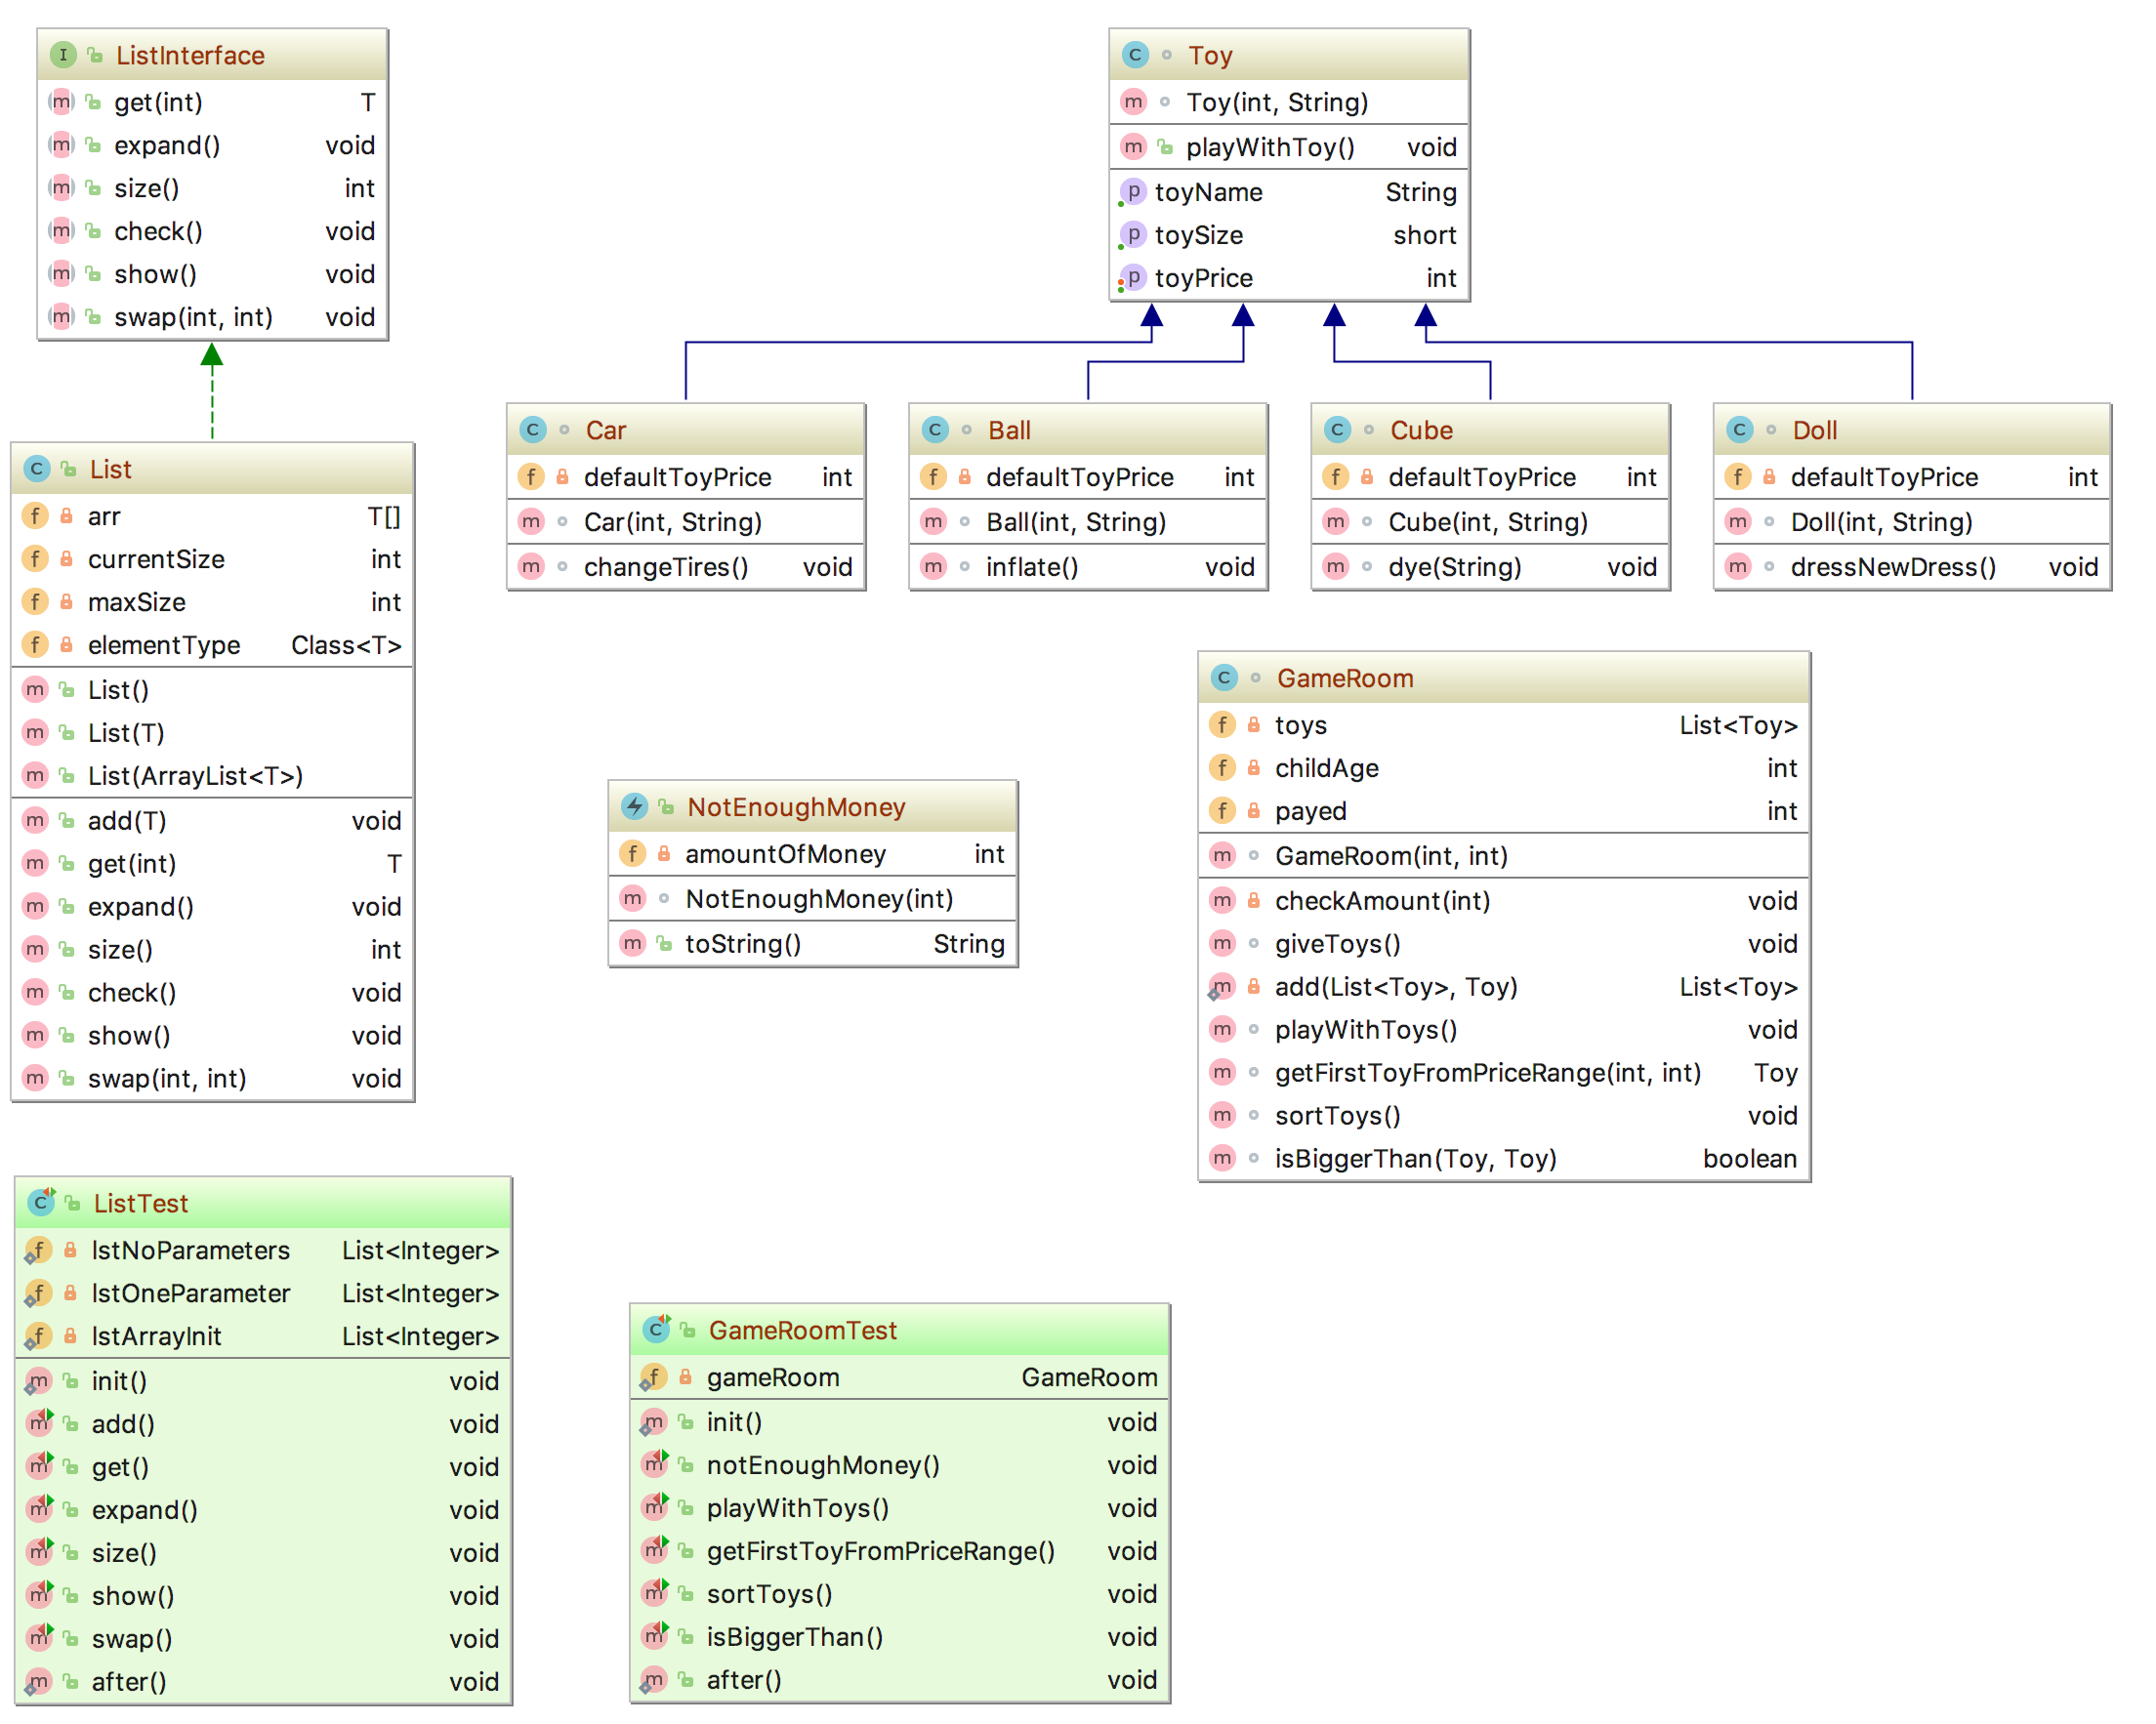 ListInterface
get(int) T
expand() void
size() int
check() void
show() void
swap(int, int) void
Toy
Toy(int, String)
playWithToy() void
toyName String
toySize short
toyPrice int
List
arr T[]
currentSize int
maxSize int
elementType Class<T>
List()
List(T)
List(ArrayList<T>)
add(T) void
get(int) T
expand() void
size() int
check() void
show() void
swap(int, int) void
Car
defaultToyPrice int
Car(int, String)
changeTires() void
Ball
defaultToyPrice int
Ball(int, String)
inflate() void
Cube
defaultToyPrice int
Cube(int, String)
dye(String) void
Doll
defaultToyPrice int
Doll(int, String)
dressNewDress() void
NotEnoughMoney
amountOfMoney int
NotEnoughMoney(int)
toString() String
GameRoom
toys List<Toy>
childAge int
payed int
GameRoom(int, int)
checkAmount(int) void
giveToys() void
add(List<Toy>, Toy) List<Toy>
playWithToys() void
getFirstToyFromPriceRange(int, int) Toy
sortToys() void
isBiggerThan(Toy, Toy) boolean
ListTest
lstNoParameters List<Integer>
lstOneParameter List<Integer>
lstArrayInit List<Integer>
init() void
add() void
get() void
expand() void
size() void
show() void
swap() void
after() void
GameRoomTest
gameRoom GameRoom
init() void
notEnoughMoney() void
playWithToys() void
getFirstToyFromPriceRange() void
sortToys() void
isBiggerThan() void
after() void